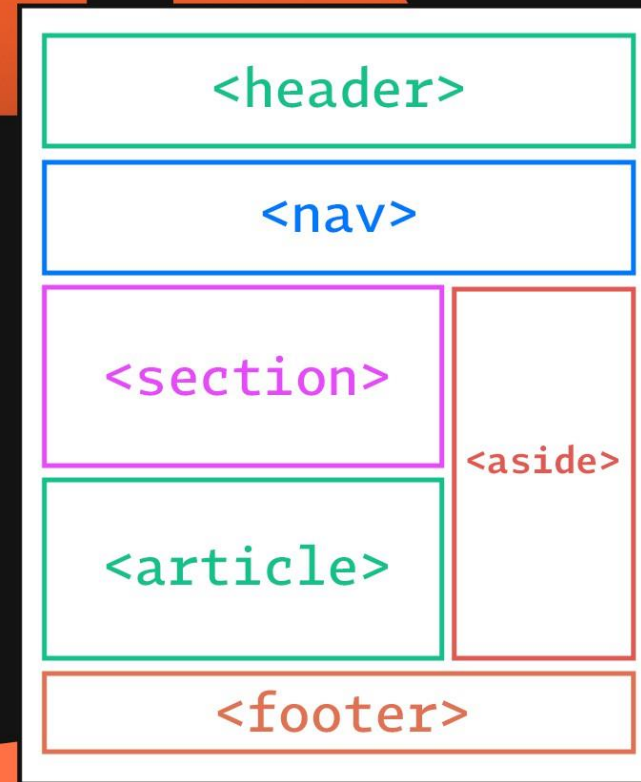 <header>
<nav>
<section>
<aside>
<article>
<footer>